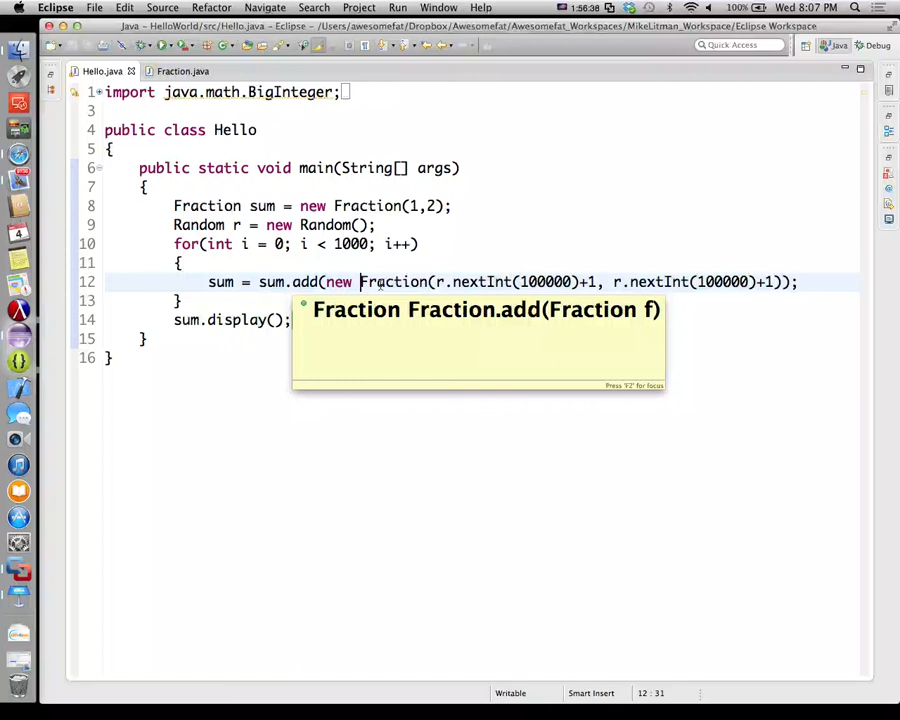 Eclipse File Edit Source Refactor Navigate Search Project Run Window Help 1:56:38 100% Wed 8:07 PM
Java – HelloWorld/src/Hello.java – Eclipse – /Users/awesomefat/Dropbox/Awesomefat_Workspaces/MikeLitman_Workspace/Eclipse Workspace
Quick Access Java Debug
Hello.java Fraction.java
1 import java.math.BigInteger;
3
4 public class Hello
5 {
6 public static void main(String[] args)
7 {
8 Fraction sum = new Fraction(1,2);
9 Random r = new Random();
10 for(int i = 0; i < 1000; i++)
11 {
12 sum = sum.add(new Fraction(r.nextInt(100000)+1, r.nextInt(100000)+1));
13 }
Fraction Fraction.add(Fraction f)
14 sum.display();
15 }
16 }
Press 'F2' for focus
Writable Smart Insert 12 : 31